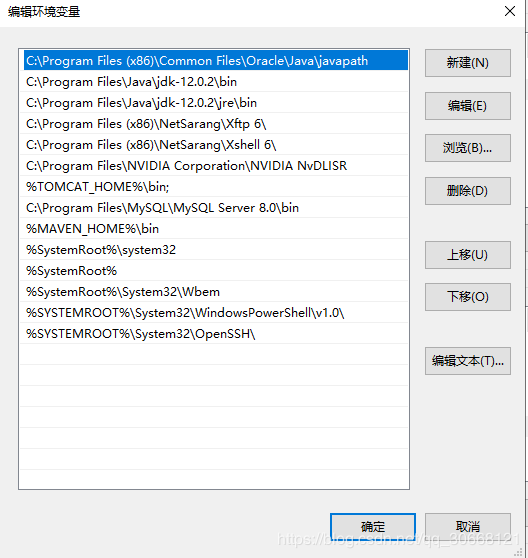 编辑环境变量
C:\Program Files (x86)\Common Files\Oracle\Java\javapath
C:\Program Files\Java\jdk-12.0.2\bin
C:\Program Files\Java\jdk-12.0.2\jre\bin
C:\Program Files (x86)\NetSarang\Xftp 6\
C:\Program Files (x86)\NetSarang\Xshell 6\
C:\Program Files\NVIDIA Corporation\NVIDIA NvDLISR
%TOMCAT_HOME%\bin;
C:\Program Files\MySQL\MySQL Server 8.0\bin
%MAVEN_HOME%\bin
%SystemRoot%\system32
%SystemRoot%
%SystemRoot%\System32\Wbem
%SYSTEMROOT%\System32\WindowsPowerShell\v1.0\
%SYSTEMROOT%\System32\OpenSSH\
新建(N)
编辑(E)
浏览(B)...
删除(D)
上移(U)
下移(O)
编辑文本(T)...
确定
取消
https://blog.csdn.net/qq_30668121